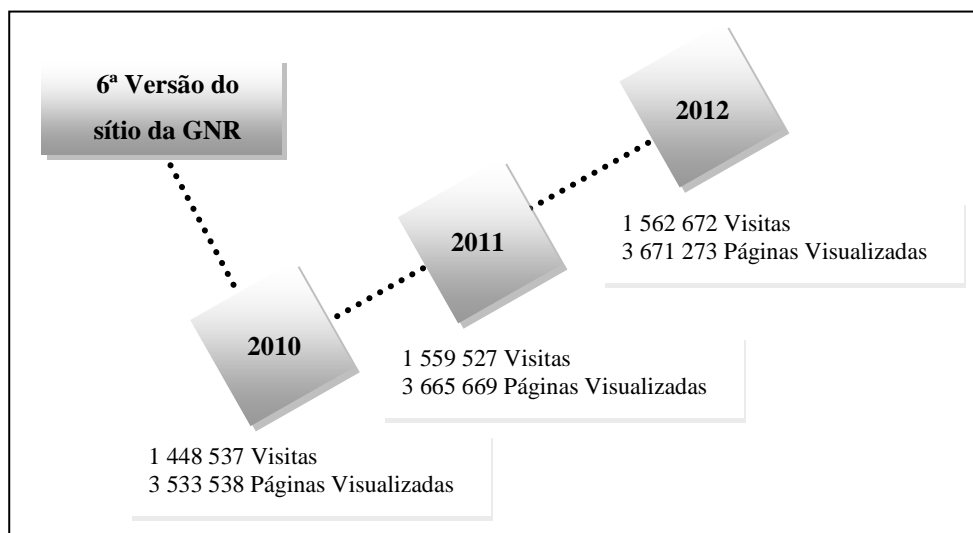 6ª Versão do
sítio da GNR
2012
1 562 672 Visitas
3 671 273 Páginas Visualizadas
2011
1 559 527 Visitas
3 665 669 Páginas Visualizadas
2010
1 448 537 Visitas
3 533 538 Páginas Visualizadas